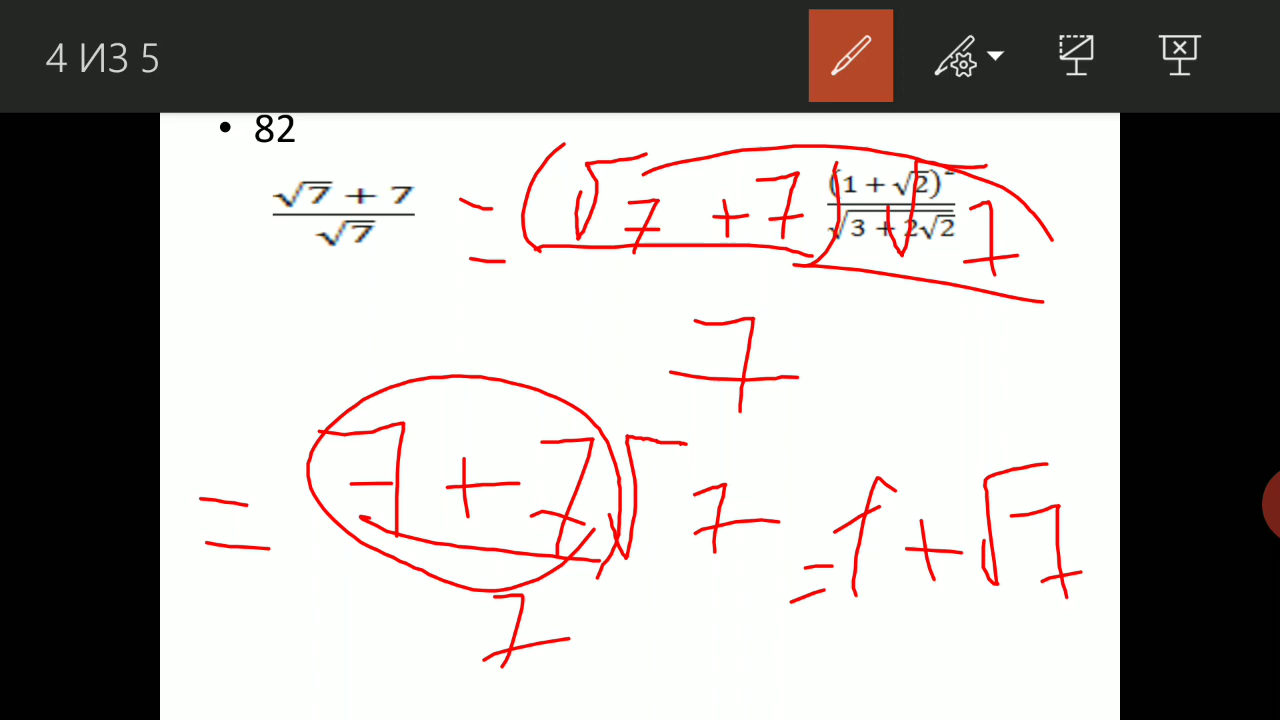 4 ИЗ 5
• 82
(√7 + 7) / √7 = (√7 + 7)√7 / 7
(1 + √2)² / √(3 + 2√2)
= (7 + 7√7) / 7 = 1 + √7